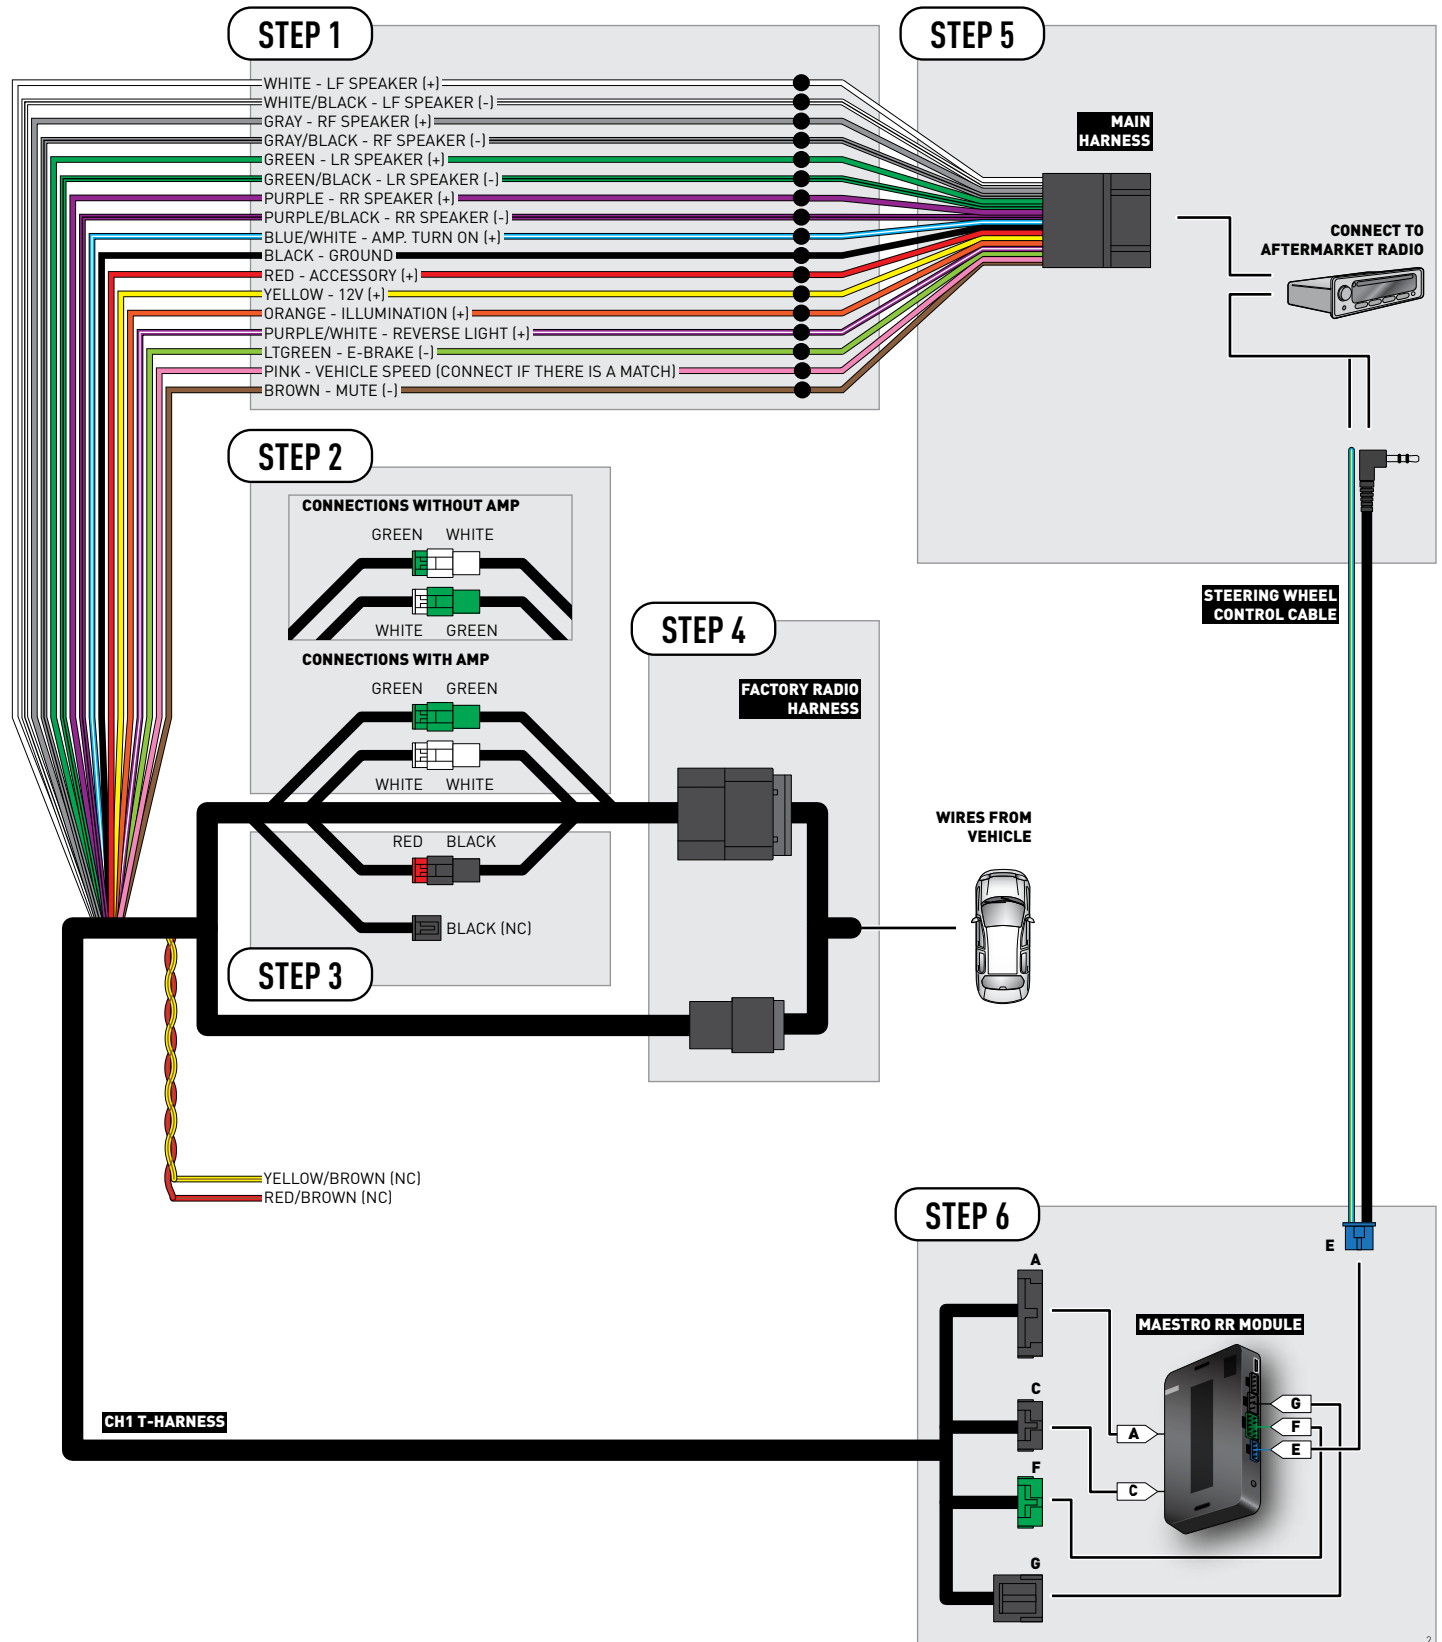 STEP 1
WHITE - LF SPEAKER (+)
WHITE/BLACK - LF SPEAKER (-)
GRAY - RF SPEAKER (+)
GRAY/BLACK - RF SPEAKER (-)
GREEN - LR SPEAKER (+)
GREEN/BLACK - LR SPEAKER (-)
PURPLE - RR SPEAKER (+)
PURPLE/BLACK - RR SPEAKER (-)
BLUE/WHITE - AMP. TURN ON (+)
BLACK - GROUND
RED - ACCESSORY (+)
YELLOW - 12V (+)
ORANGE - ILLUMINATION (+)
PURPLE/WHITE - REVERSE LIGHT (+)
LTGREEN - E-BRAKE (-)
PINK - VEHICLE SPEED (CONNECT IF THERE IS A MATCH)
BROWN - MUTE (-)
STEP 5
MAIN
HARNESS
CONNECT TO
AFTERMARKET RADIO
STEERING WHEEL
CONTROL CABLE
STEP 2
CONNECTIONS WITHOUT AMP
GREEN WHITE
WHITE GREEN
CONNECTIONS WITH AMP
GREEN GREEN
WHITE WHITE
STEP 4
FACTORY RADIO
HARNESS
WIRES FROM
VEHICLE
RED BLACK
BLACK (NC)
STEP 3
YELLOW/BROWN (NC)
RED/BROWN (NC)
CH1 T-HARNESS
STEP 6
E
A
C
F
G
MAESTRO RR MODULE
A
C
G
F
E
2